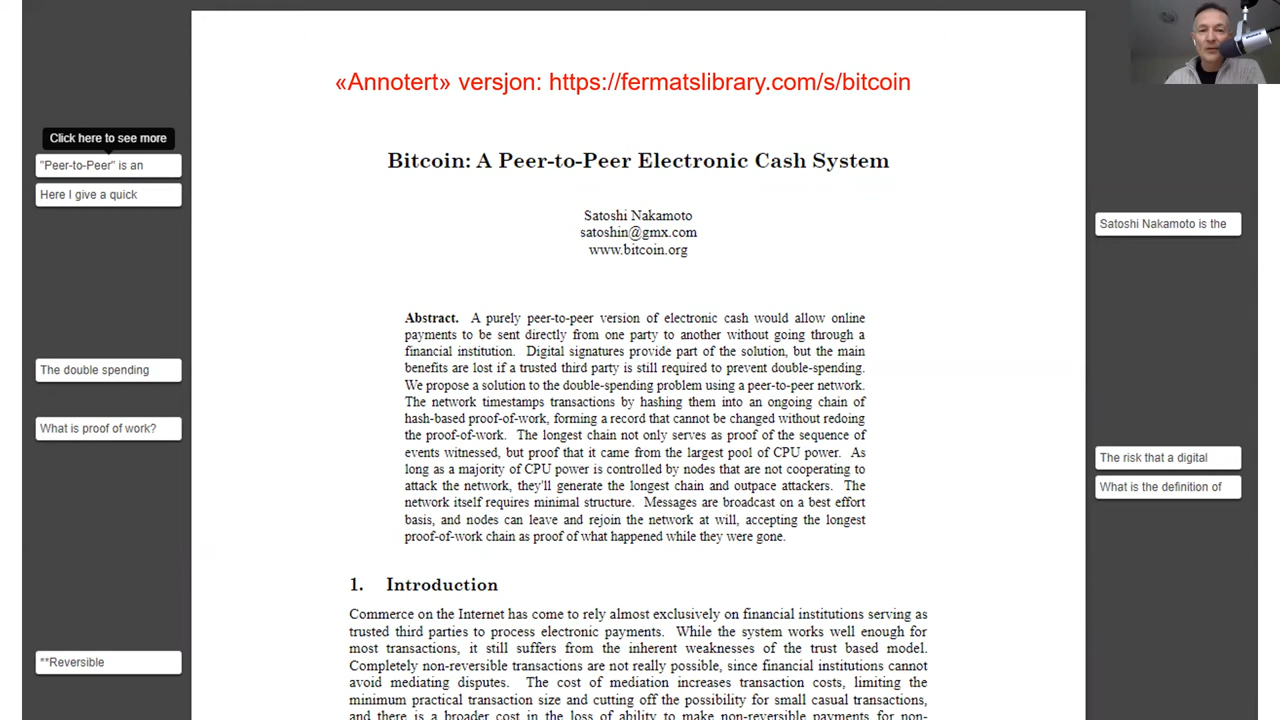 «Annotert» versjon: https://fermatslibrary.com/s/bitcoin
Click here to see more
"Peer-to-Peer" is an
Here I give a quick
Bitcoin: A Peer-to-Peer Electronic Cash System
Satoshi Nakamoto
satoshin@gmx.com
www.bitcoin.org
Satoshi Nakamoto is the
Abstract. A purely peer-to-peer version of electronic cash would allow online
payments to be sent directly from one party to another without going through a
financial institution. Digital signatures provide part of the solution, but the main
benefits are lost if a trusted third party is still required to prevent double-spending.
We propose a solution to the double-spending problem using a peer-to-peer network.
The network timestamps transactions by hashing them into an ongoing chain of
hash-based proof-of-work, forming a record that cannot be changed without redoing
the proof-of-work. The longest chain not only serves as proof of the sequence of
events witnessed, but proof that it came from the largest pool of CPU power. As
long as a majority of CPU power is controlled by nodes that are not cooperating to
attack the network, they'll generate the longest chain and outpace attackers. The
network itself requires minimal structure. Messages are broadcast on a best effort
basis, and nodes can leave and rejoin the network at will, accepting the longest
proof-of-work chain as proof of what happened while they were gone.
The double spending
What is proof of work?
The risk that a digital
What is the definition of
1. Introduction
Commerce on the Internet has come to rely almost exclusively on financial institutions serving as
trusted third parties to process electronic payments. While the system works well enough for
most transactions, it still suffers from the inherent weaknesses of the trust based model.
Completely non-reversible transactions are not really possible, since financial institutions cannot
avoid mediating disputes. The cost of mediation increases transaction costs, limiting the
minimum practical transaction size and cutting off the possibility for small casual transactions,
and there is a broader cost in the loss of ability to make non-reversible payments for non-
**Reversible